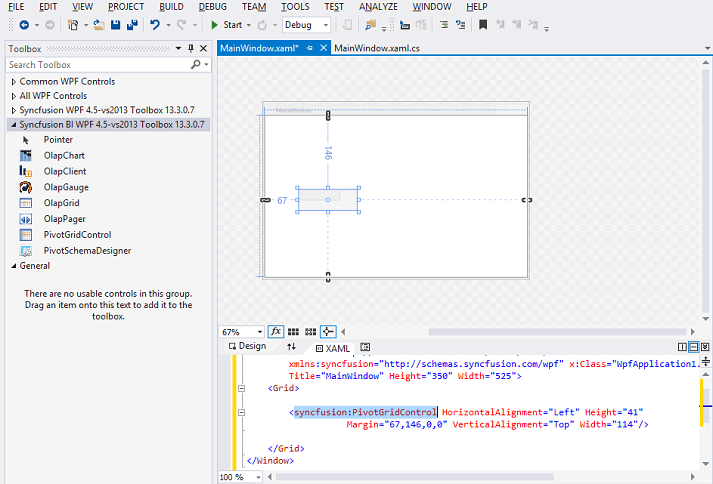 FILE EDIT VIEW PROJECT BUILD DEBUG TEAM TOOLS TEST ANALYZE WINDOW HELP
Start Debug
Toolbox
Search Toolbox
Common WPF Controls
All WPF Controls
Syncfusion WPF 4.5-vs2013 Toolbox 13.3.0.7
Syncfusion BI WPF 4.5-vs2013 Toolbox 13.3.0.7
Pointer
OlapChart
OlapClient
OlapGauge
OlapGrid
OlapPager
PivotGridControl
PivotSchemaDesigner
General
There are no usable controls in this group.
Drag an item onto this text to add it to the
toolbox.
MainWindow.xaml* MainWindow.xaml.cs
MainWindow
146
67
67% fx
Design XAML
xmlns:syncfusion="http://schemas.syncfusion.com/wpf" x:Class="WpfApplication1.
Title="MainWindow" Height="350" Width="525">
<Grid>
<syncfusion:PivotGridControl HorizontalAlignment="Left" Height="41"
Margin="67,146,0,0" VerticalAlignment="Top" Width="114"/>
</Grid>
</Window>
100 %